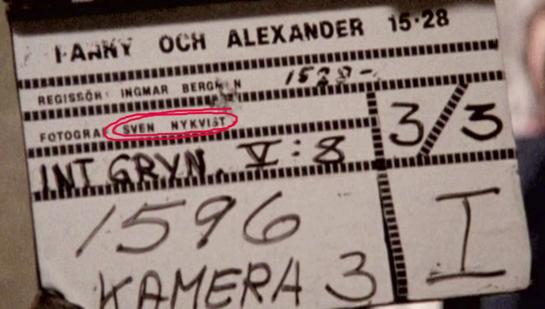 FANNY OCH ALEXANDER 15·28
REGISSÖR: INGMAR BERGMAN 1528-
FOTOGRAF SVEN NYKVIST
3/3
INT GRYN. V:8
1596
I
KAMERA 3